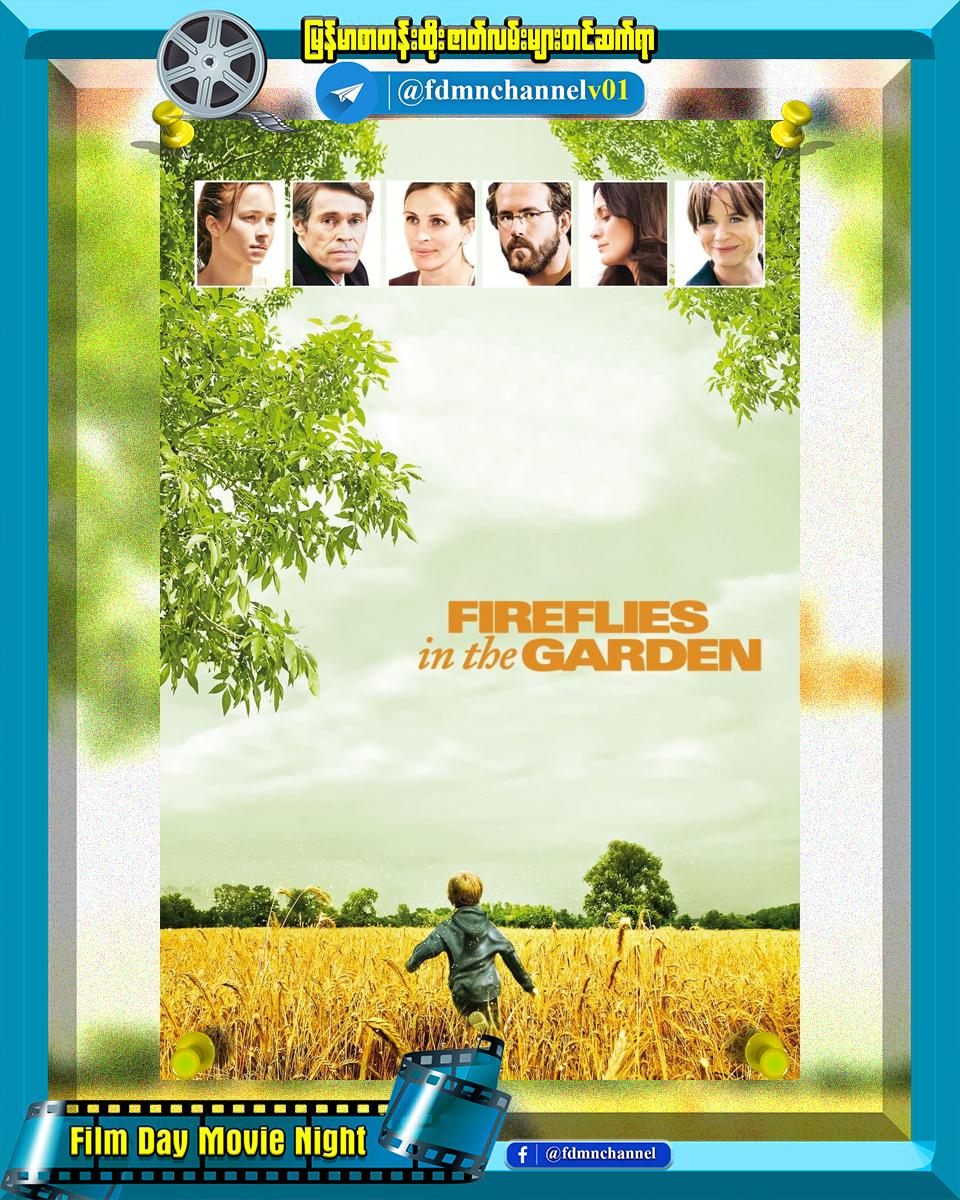 မြန်မာစာတန်းထိုးဇာတ်လမ်းများတင်ဆက်ရာ
@fdmnchannelv01
FIREFLIES
in the GARDEN
Film Day Movie Night
@fdmnchannel